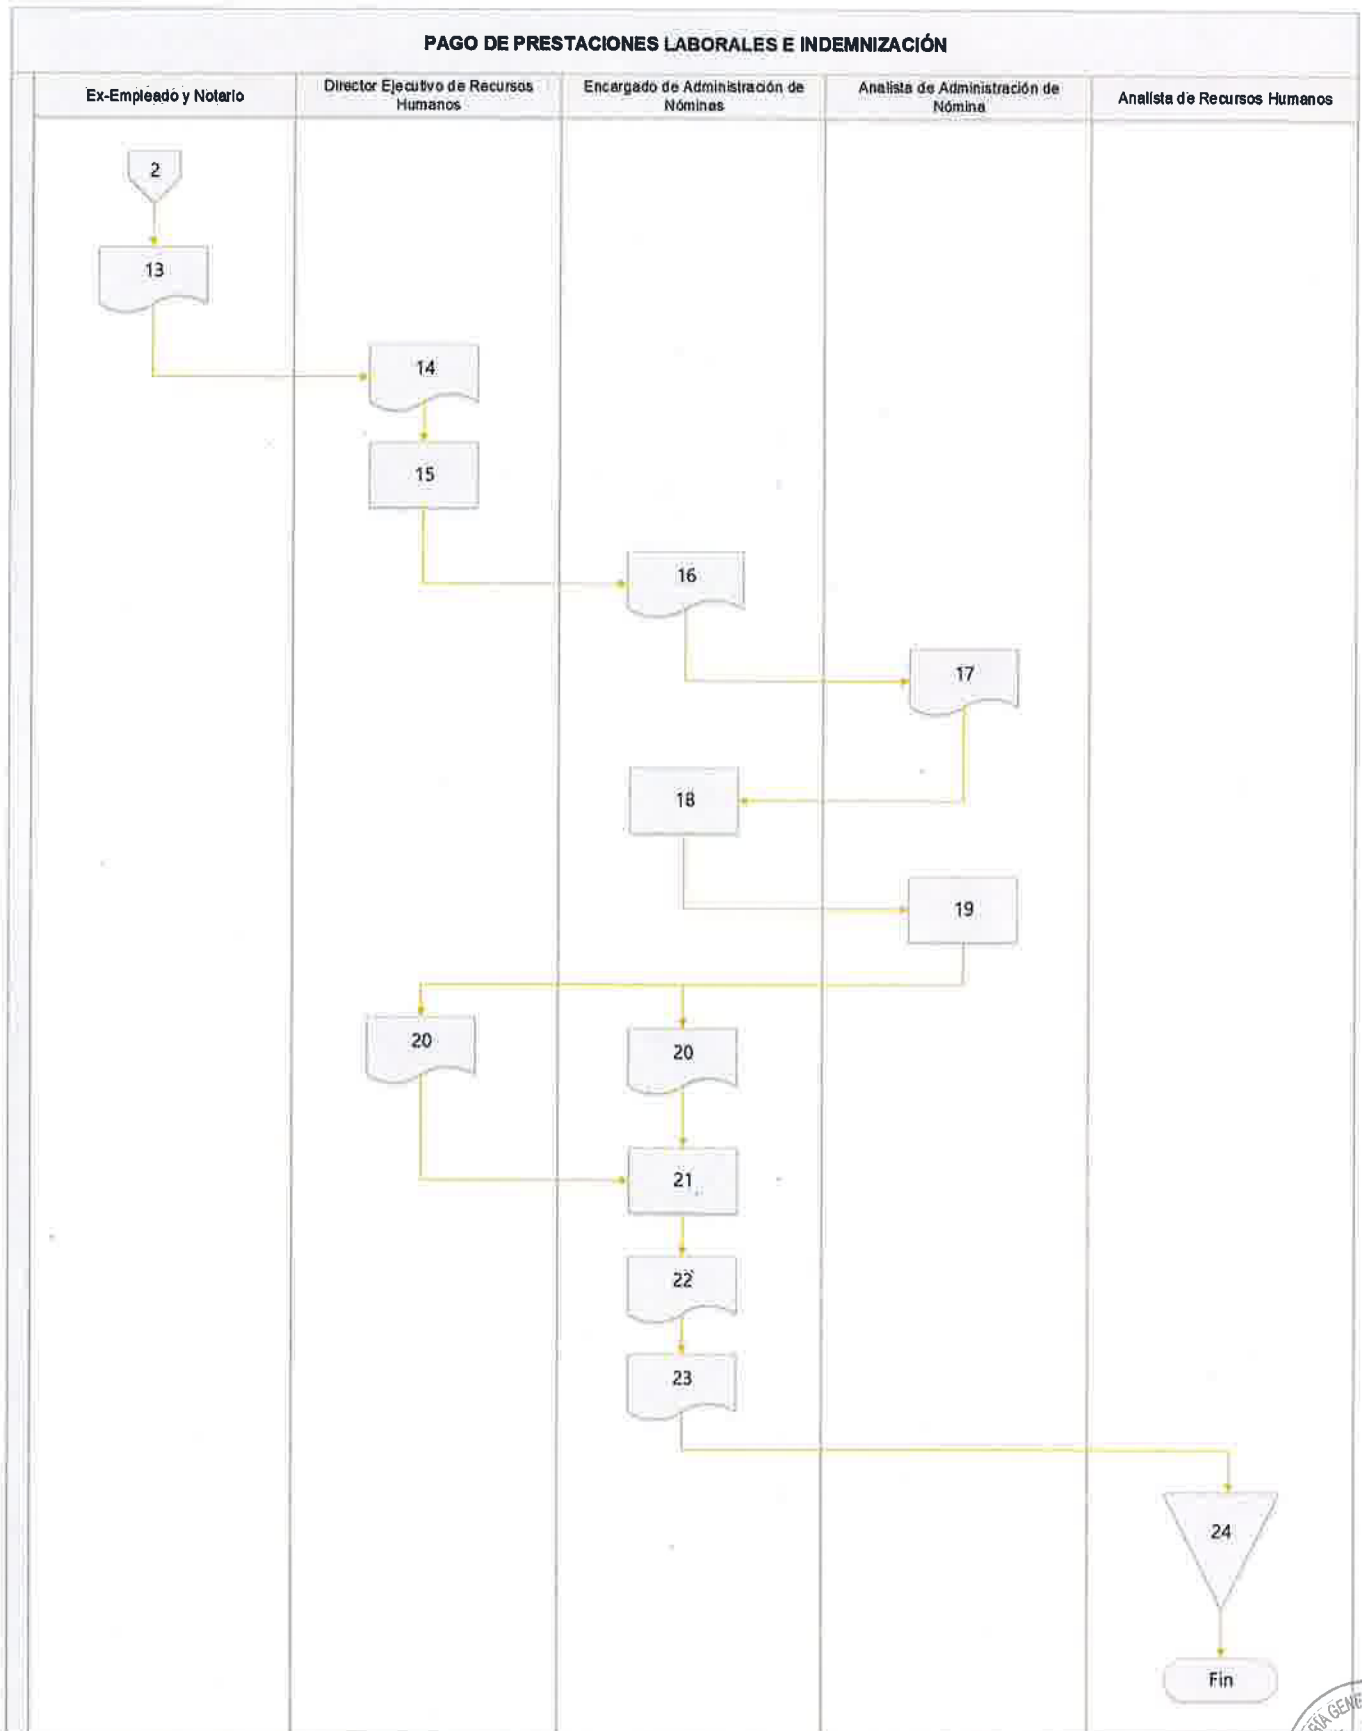 PAGO DE PRESTACIONES LABORALES E INDEMNIZACIÓN
Ex-Empleado y Notario
Director Ejecutivo de Recursos
Humanos
Encargado de Administración de
Nóminas
Analista de Administración de
Nómina
Analista de Recursos Humanos
2
13
14
15
16
17
18
19
20
20
21
22
23
24
Fin